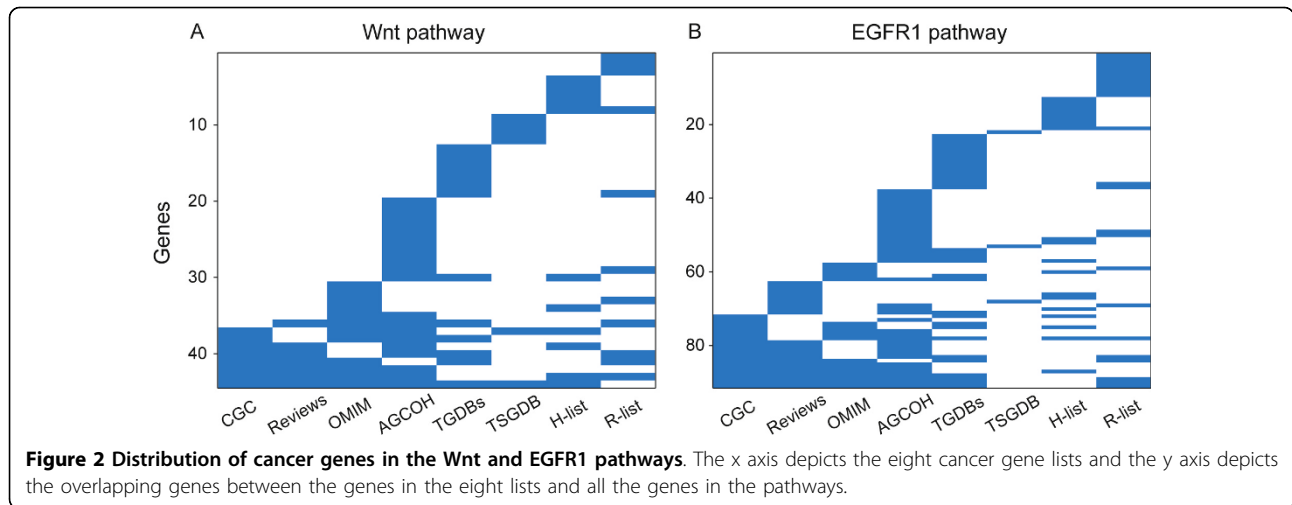 A
Wnt pathway
B
EGFR1 pathway
Genes
10
20
30
40
20
40
60
80
CGC
Reviews
OMIM
AGCOH
TGDBs
TSGDB
H-list
R-list
CGC
Reviews
OMIM
AGCOH
TGDBs
TSGDB
H-list
R-list
Figure 2 Distribution of cancer genes in the Wnt and EGFR1 pathways. The x axis depicts the eight cancer gene lists and the y axis depicts
the overlapping genes between the genes in the eight lists and all the genes in the pathways.